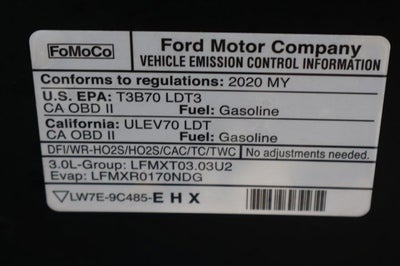 FoMoCo
Ford Motor Company
VEHICLE EMISSION CONTROL INFORMATION
Conforms to regulations: 2020 MY
U.S. EPA: T3B70 LDT3
CA OBD II Fuel: Gasoline
California: ULEV70 LDT
CA OBD II Fuel: Gasoline
DFI/WR-HO2S/HO2S/CAC/TC/TWC No adjustments needed.
3.0L-Group: LFMXT03.03U2
Evap: LFMXR0170NDG
LW7E-9C485-E H X